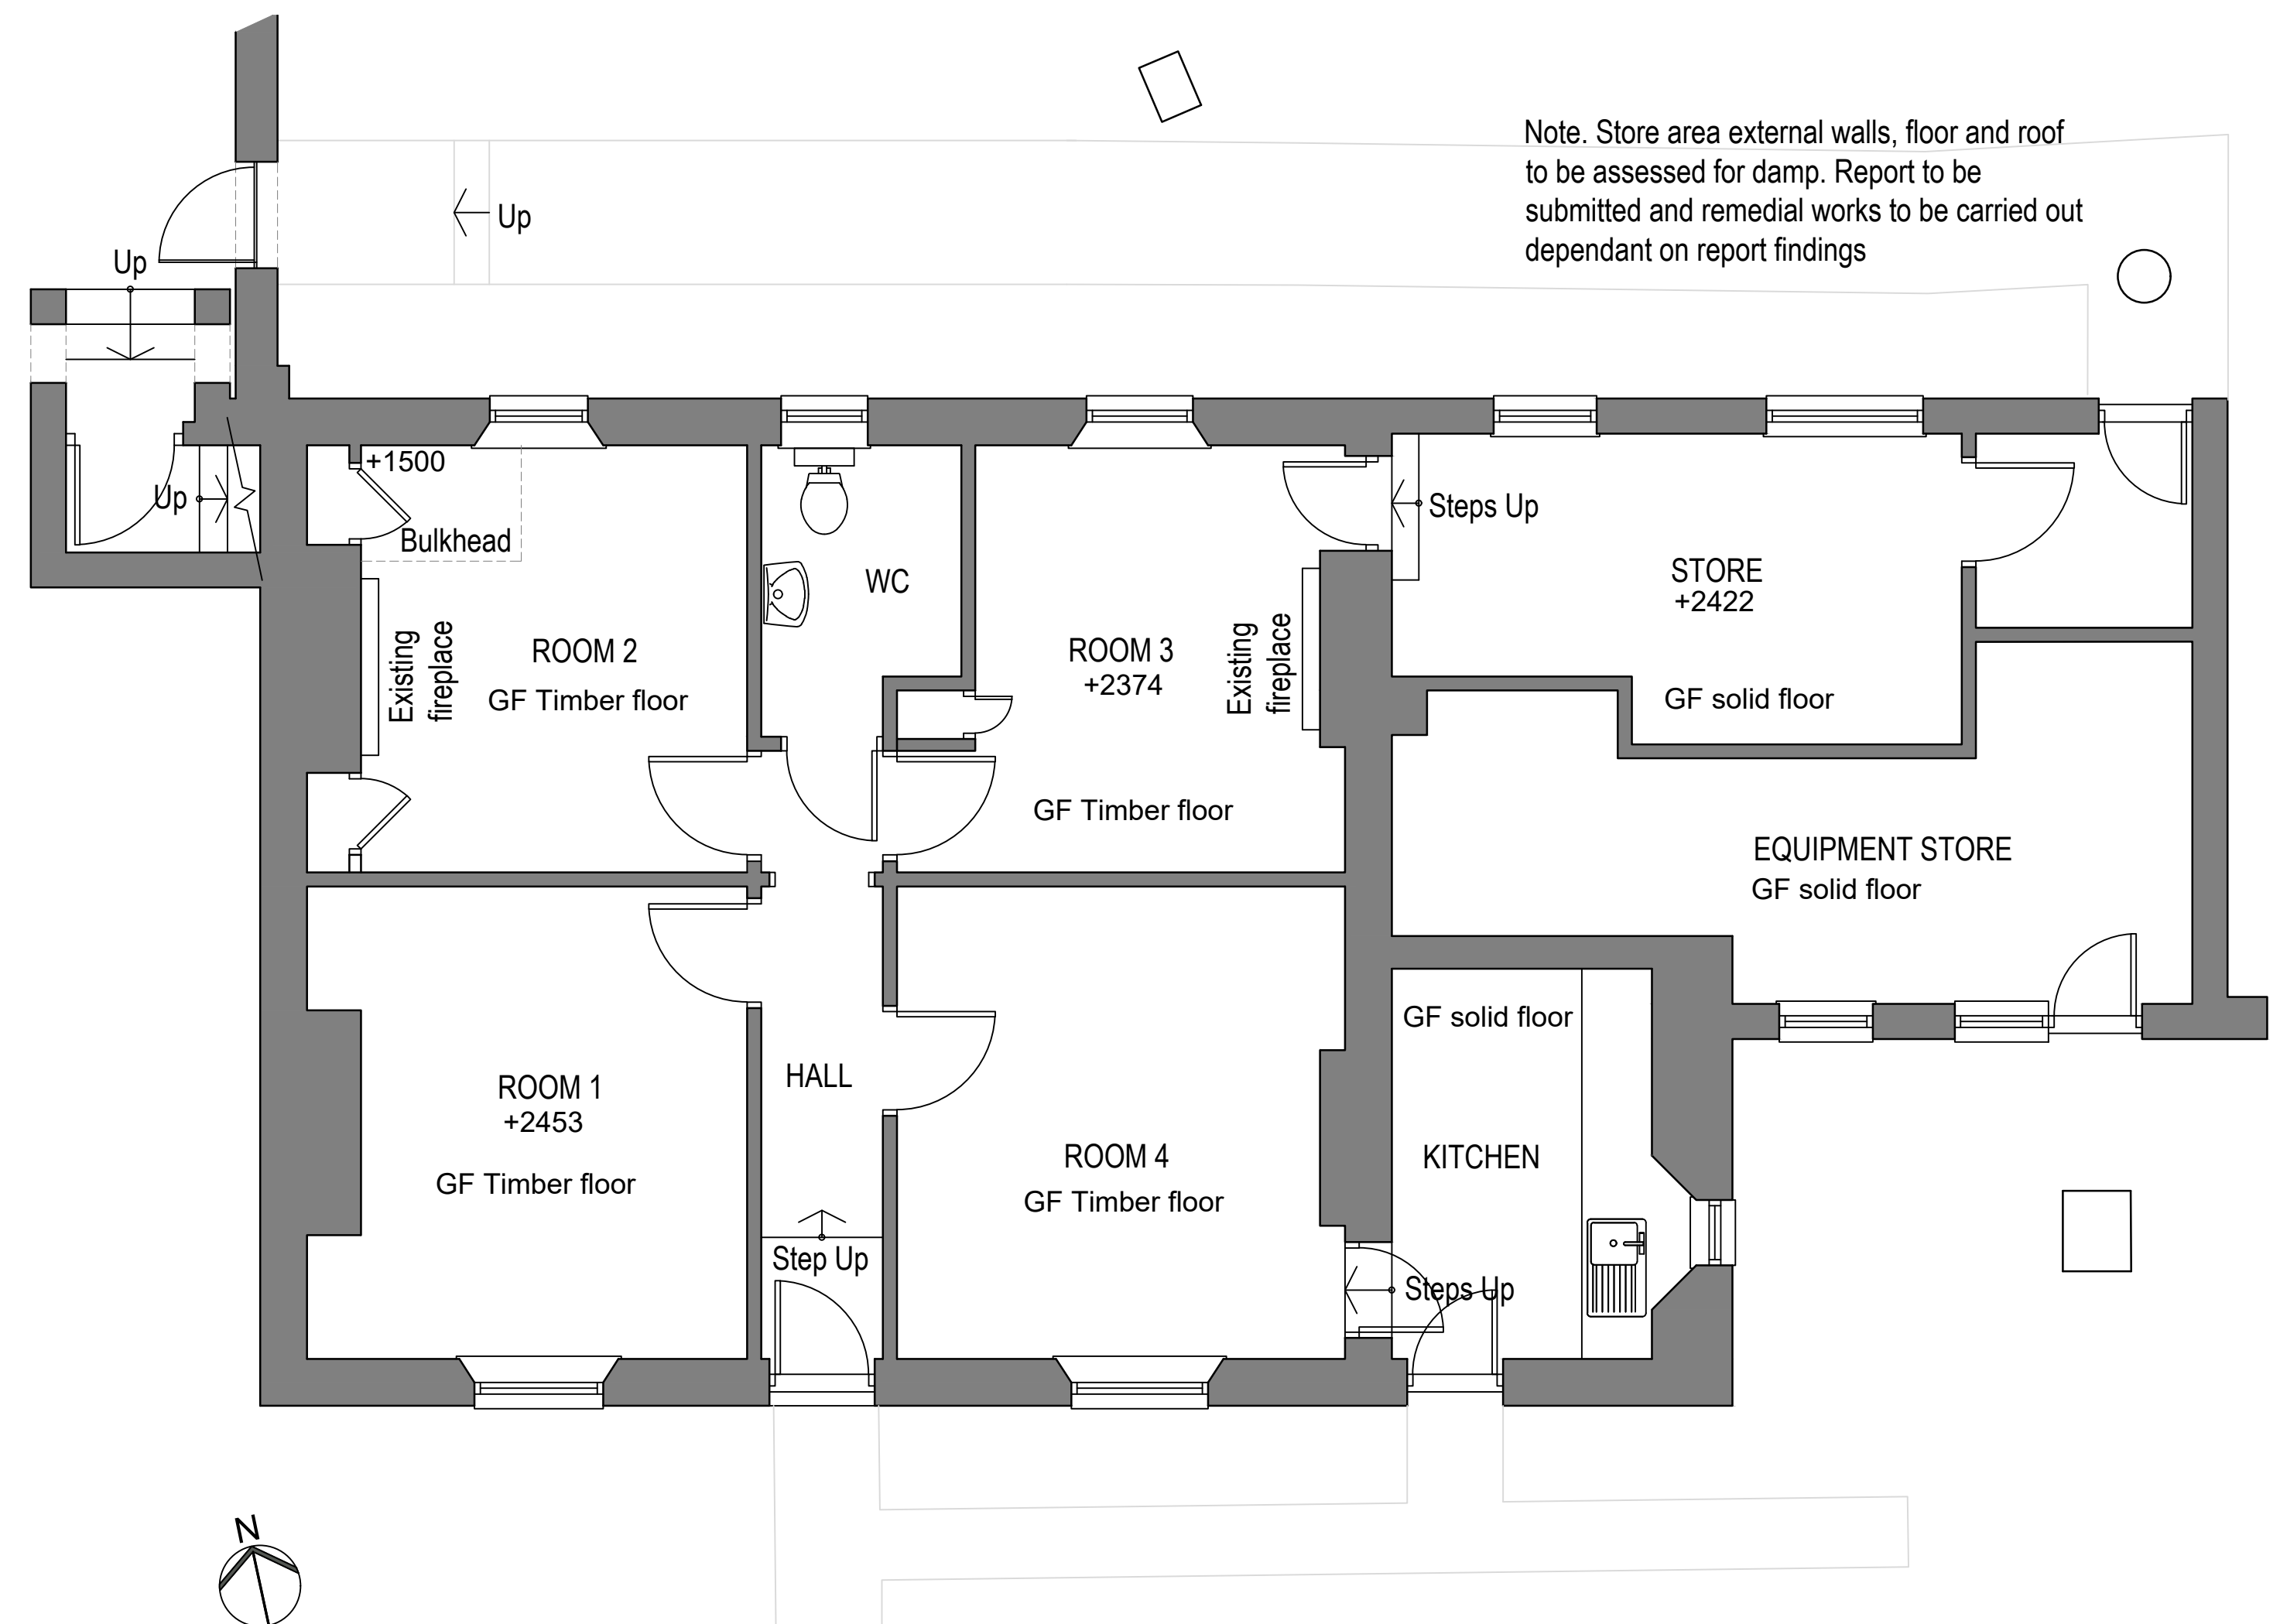 Note. Store area external walls, floor and roof
to be assessed for damp. Report to be
submitted and remedial works to be carried out
dependant on report findings
Up
Up
Up
+1500
Bulkhead
Existing
fireplace
ROOM 2
GF Timber floor
WC
ROOM 3
+2374
Existing
fireplace
GF Timber floor
Steps Up
STORE
+2422
GF solid floor
EQUIPMENT STORE
GF solid floor
ROOM 1
+2453
GF Timber floor
HALL
Step Up
ROOM 4
GF Timber floor
GF solid floor
KITCHEN
Steps Up
N